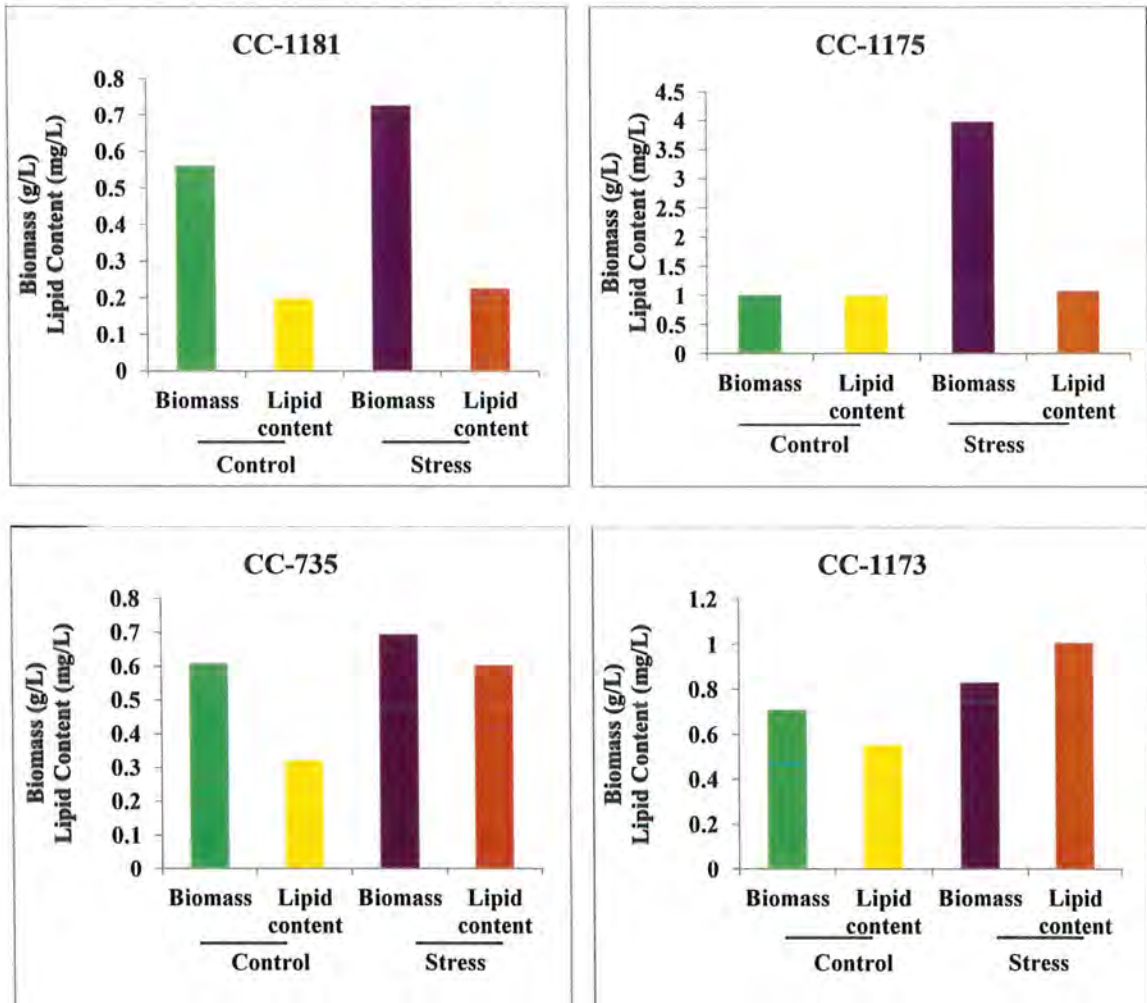 CC-1181
Biomass (g/L)
Lipid Content (mg/L)
0.8
0.7
0.6
0.5
0.4
0.3
0.2
0.1
0
Biomass Lipid content Biomass Lipid content
Control Stress
CC-1175
Biomass (g/L)
Lipid Content (mg/L)
4.5
4
3.5
3
2.5
2
1.5
1
0.5
0
Biomass Lipid content Biomass Lipid content
Control Stress
CC-735
Biomass (g/L)
Lipid Content (mg/L)
0.8
0.7
0.6
0.5
0.4
0.3
0.2
0.1
0
Biomass Lipid content Biomass Lipid content
Control Stress
CC-1173
Biomass (g/L)
Lipid Content (mg/L)
1.2
1
0.8
0.6
0.4
0.2
0
Biomass Lipid content Biomass Lipid content
Control Stress